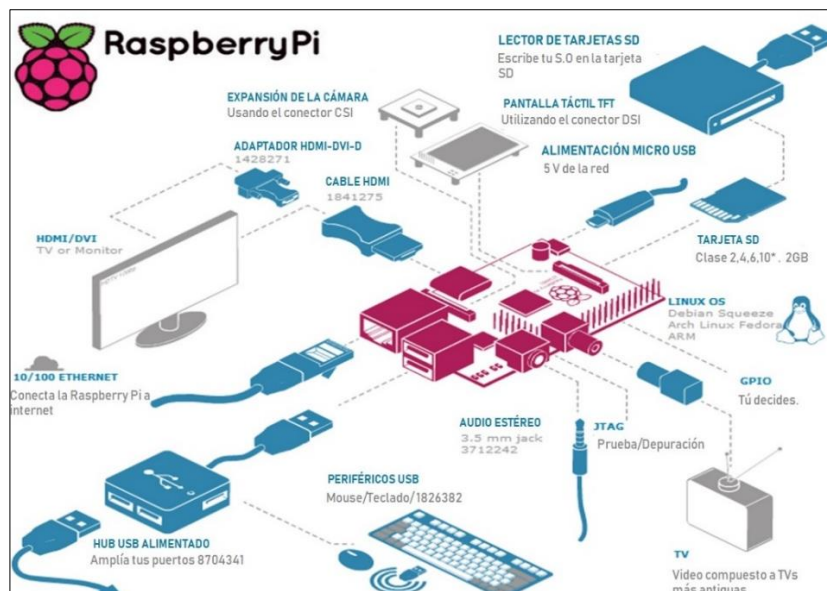 RaspberryPi
LECTOR DE TARJETAS SD
Escribe tu S.O en la tarjeta
SD
EXPANSIÓN DE LA CÁMARA
Usando el conector CSI
PANTALLA TÁCTIL TFT
Utilizando el conector DSI
ADAPTADOR HDMI-DVI-D
1428271
ALIMENTACIÓN MICRO USB
5 V de la red
CABLE HDMI
1841275
HDMI/DVI
TV or Monitor
TARJETA SD
Clase 2,4,6,10* . 2GB
LINUX OS
Debian Squeeze
Arch Linux Fedora
ARM
10/100 ETHERNET
Conecta la Raspberry Pi a
internet
GPIO
Tú decides.
AUDIO ESTÉREO
3.5 mm jack
3712242
JTAG
Prueba/Depuración
PERIFÉRICOS USB
Mouse/Teclado/1826382
HUB USB ALIMENTADO
Amplía tus puertos 8704341
TV
Video compuesto a TVs
más antiguas